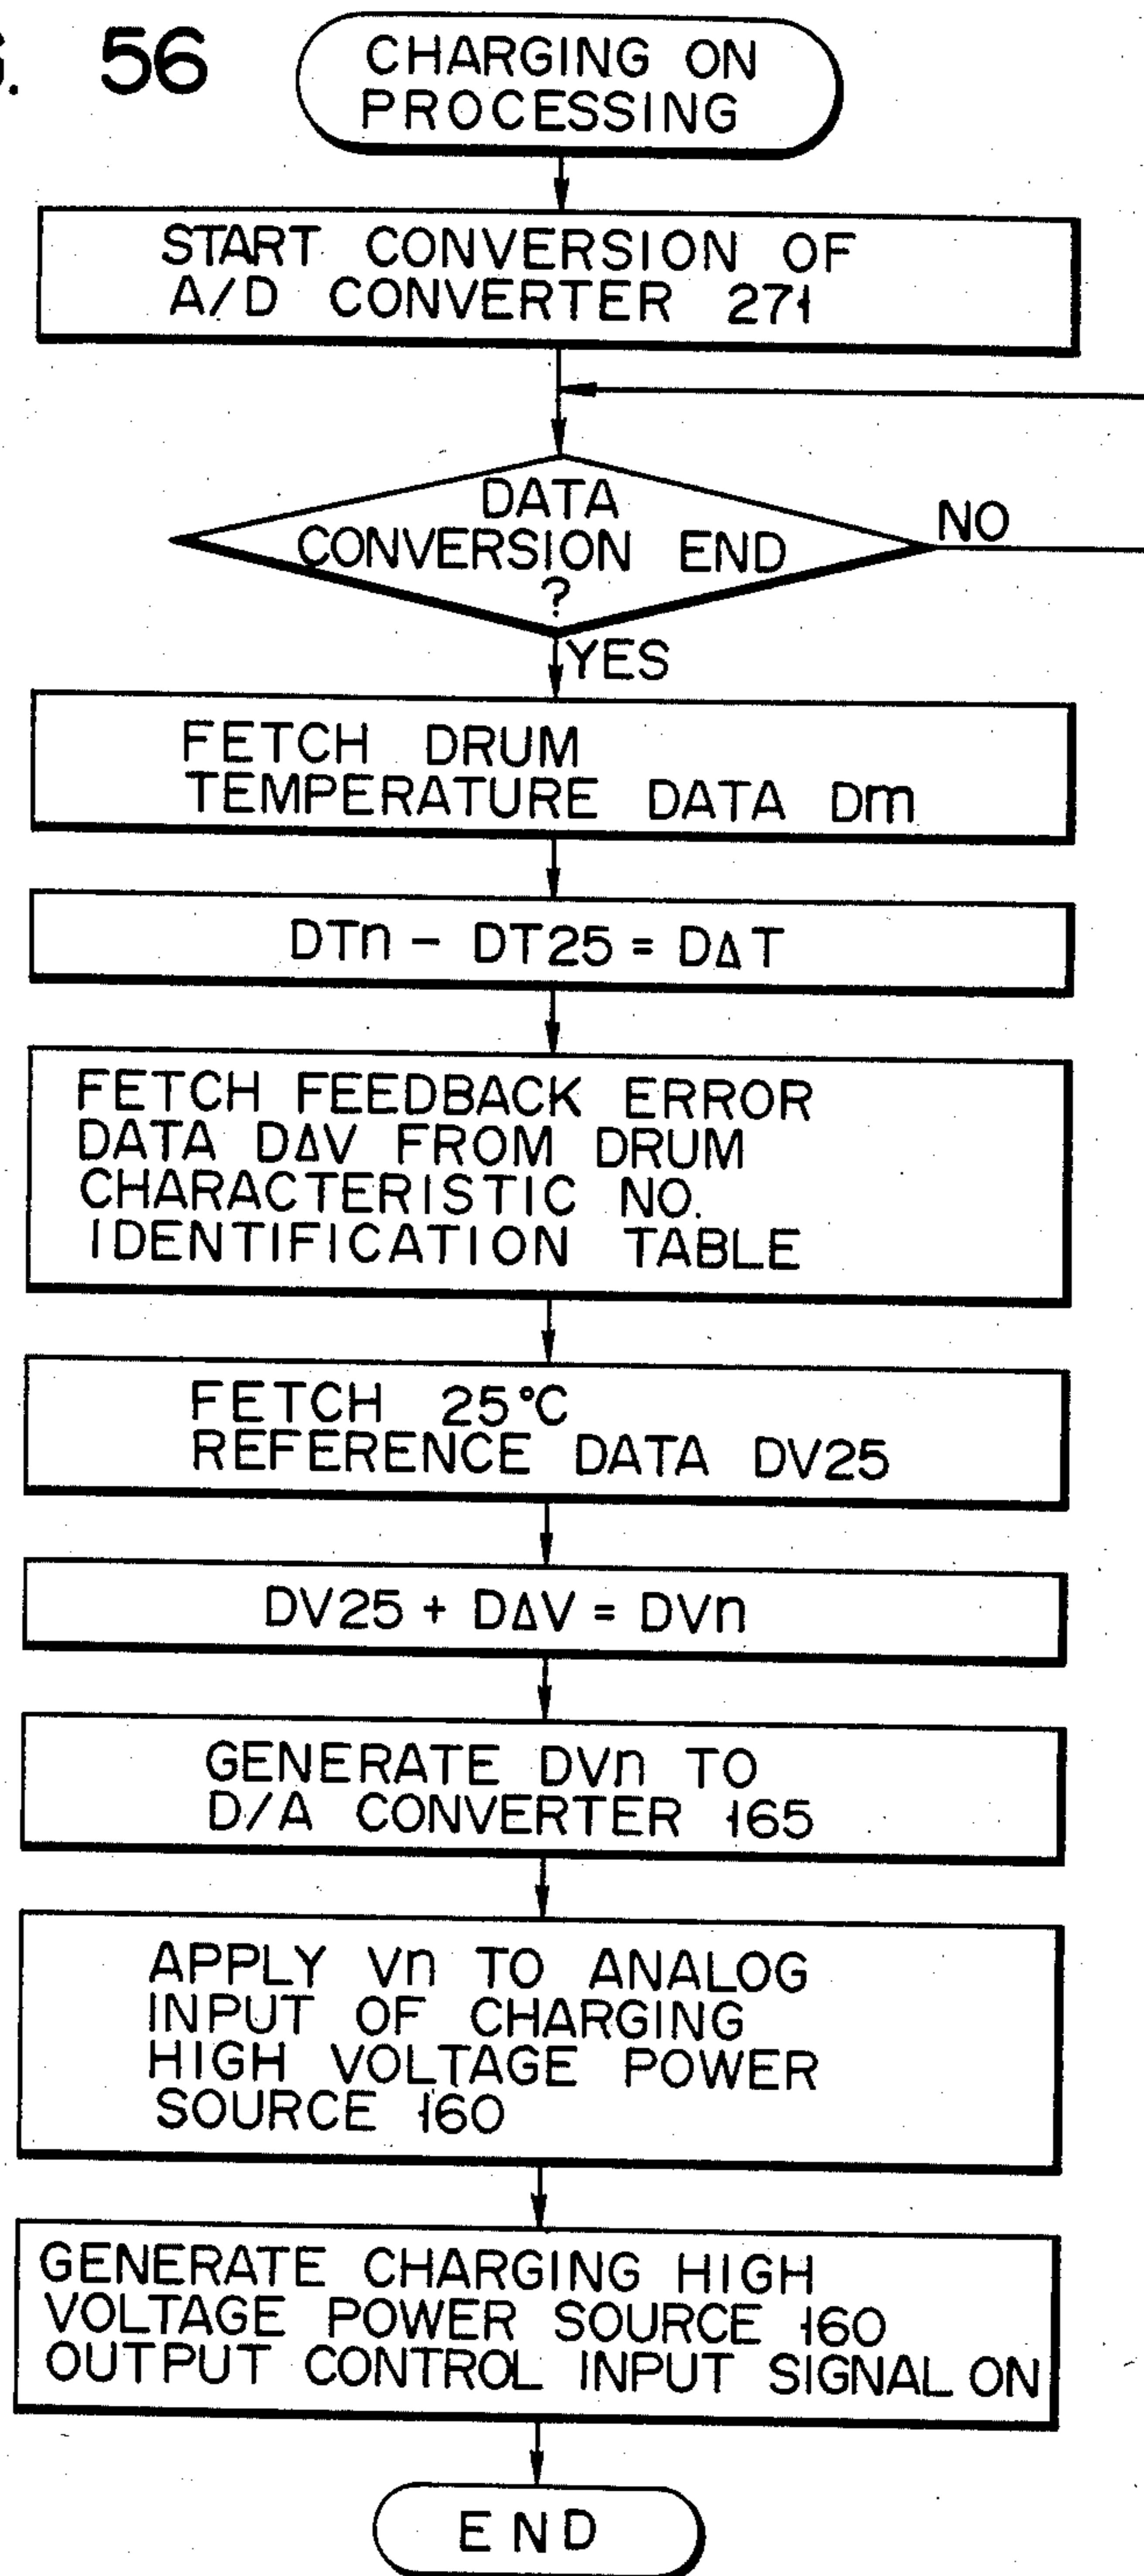 G. 56
CHARGING ON
PROCESSING
START CONVERSION OF
A/D CONVERTER 271
DATA
CONVERSION END
?
NO
YES
FETCH DRUM
TEMPERATURE DATA Dm
DTn - DT25 = DΔT
FETCH FEEDBACK ERROR
DATA DΔV FROM DRUM
CHARACTERISTIC NO.
IDENTIFICATION TABLE
FETCH 25°C
REFERENCE DATA DV25
DV25 + DΔV = DVn
GENERATE DVn TO
D/A CONVERTER 165
APPLY Vn TO ANALOG
INPUT OF CHARGING
HIGH VOLTAGE POWER
SOURCE 160
GENERATE CHARGING HIGH
VOLTAGE POWER SOURCE 160
OUTPUT CONTROL INPUT SIGNAL ON
END